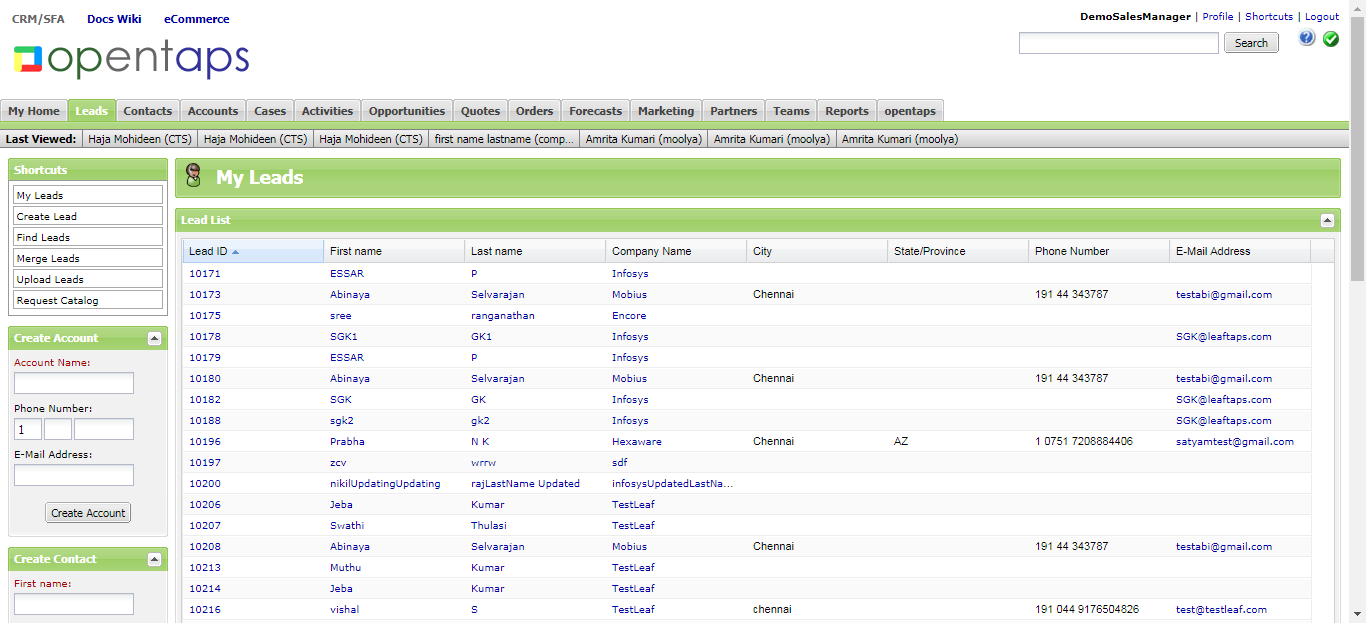 CRM/SFA Docs Wiki eCommerce
DemoSalesManager | Profile | Shortcuts | Logout
opentaps
Search
My Home Leads Contacts Accounts Cases Activities Opportunities Quotes Orders Forecasts Marketing Partners Teams Reports opentaps
Last Viewed: Haja Mohideen (CTS) Haja Mohideen (CTS) Haja Mohideen (CTS) first name lastname (comp... Amrita Kumari (moolya) Amrita Kumari (moolya) Amrita Kumari (moolya)
Shortcuts
My Leads
Create Lead
Find Leads
Merge Leads
Upload Leads
Request Catalog
Create Account
Account Name:
Phone Number:
1
E-Mail Address:
Create Account
Create Contact
First name:
My Leads
Lead List
Lead ID First name Last name Company Name City State/Province Phone Number E-Mail Address
10171 ESSAR P Infosys
10173 Abinaya Selvarajan Mobius Chennai 191 44 343787 testabi@gmail.com
10175 sree ranganathan Encore
10178 SGK1 GK1 Infosys SGK@leaftaps.com
10179 ESSAR P Infosys
10180 Abinaya Selvarajan Mobius Chennai 191 44 343787 testabi@gmail.com
10182 SGK GK Infosys SGK@leaftaps.com
10188 sgk2 gk2 Infosys SGK@leaftaps.com
10196 Prabha N K Hexaware Chennai AZ 1 0751 7208884406 satyamtest@gmail.com
10197 zcv wrrw sdf
10200 nikilUpdatingUpdating rajLastName Updated infosysUpdatedLastNa...
10206 Jeba Kumar TestLeaf
10207 Swathi Thulasi TestLeaf
10208 Abinaya Selvarajan Mobius Chennai 191 44 343787 testabi@gmail.com
10213 Muthu Kumar TestLeaf
10214 Jeba Kumar TestLeaf
10216 vishal S TestLeaf chennai 191 044 9176504826 test@testleaf.com